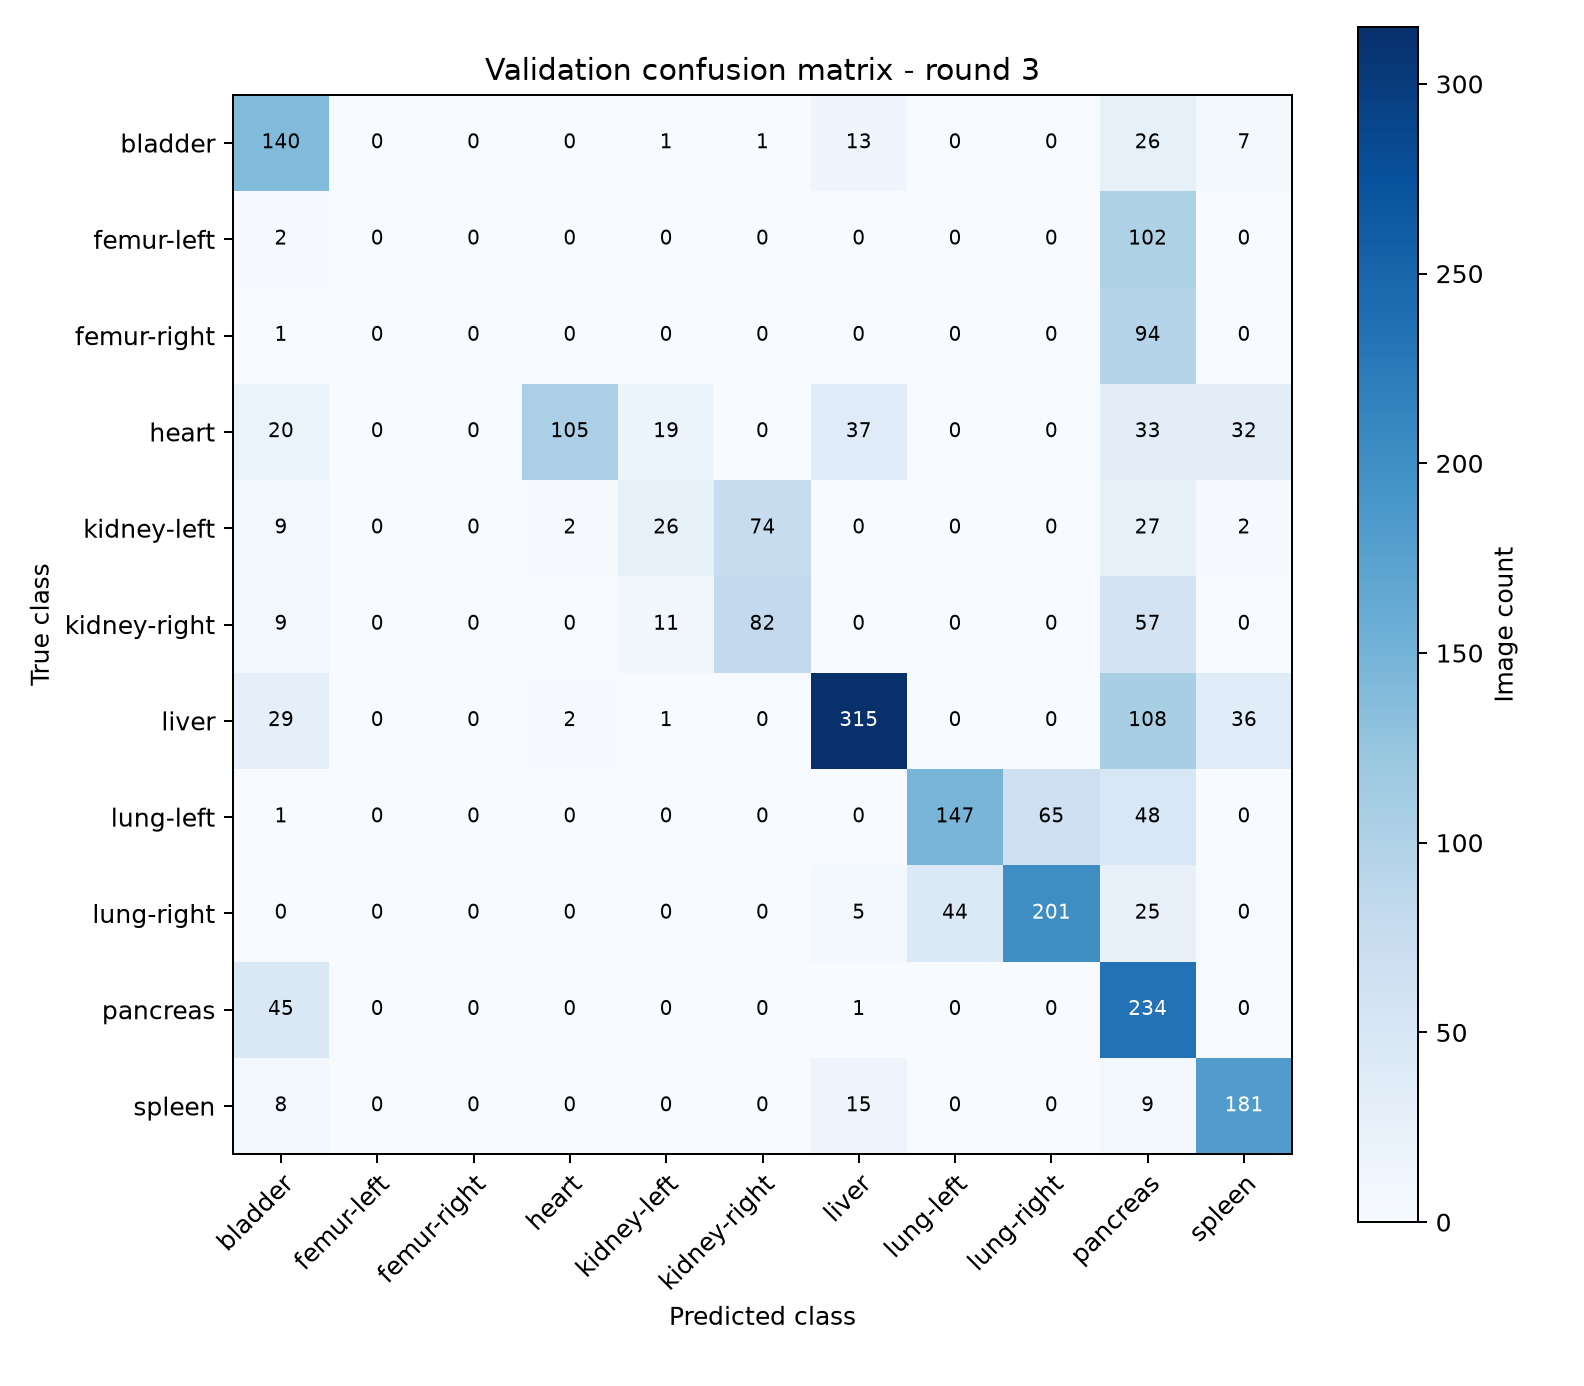 Validation confusion matrix - round 3
True class
bladder 140 0 0 0 1 1 13 0 0 26 7
femur-left 2 0 0 0 0 0 0 0 0 102 0
femur-right 1 0 0 0 0 0 0 0 0 94 0
heart 20 0 0 105 19 0 37 0 0 33 32
kidney-left 9 0 0 2 26 74 0 0 0 27 2
kidney-right 9 0 0 0 11 82 0 0 0 57 0
liver 29 0 0 2 1 0 315 0 0 108 36
lung-left 1 0 0 0 0 0 0 147 65 48 0
lung-right 0 0 0 0 0 0 5 44 201 25 0
pancreas 45 0 0 0 0 0 1 0 0 234 0
spleen 8 0 0 0 0 0 15 0 0 9 181
bladder femur-left femur-right heart kidney-left kidney-right liver lung-left lung-right pancreas spleen
Predicted class
300
250
200
150
100
50
0
Image count